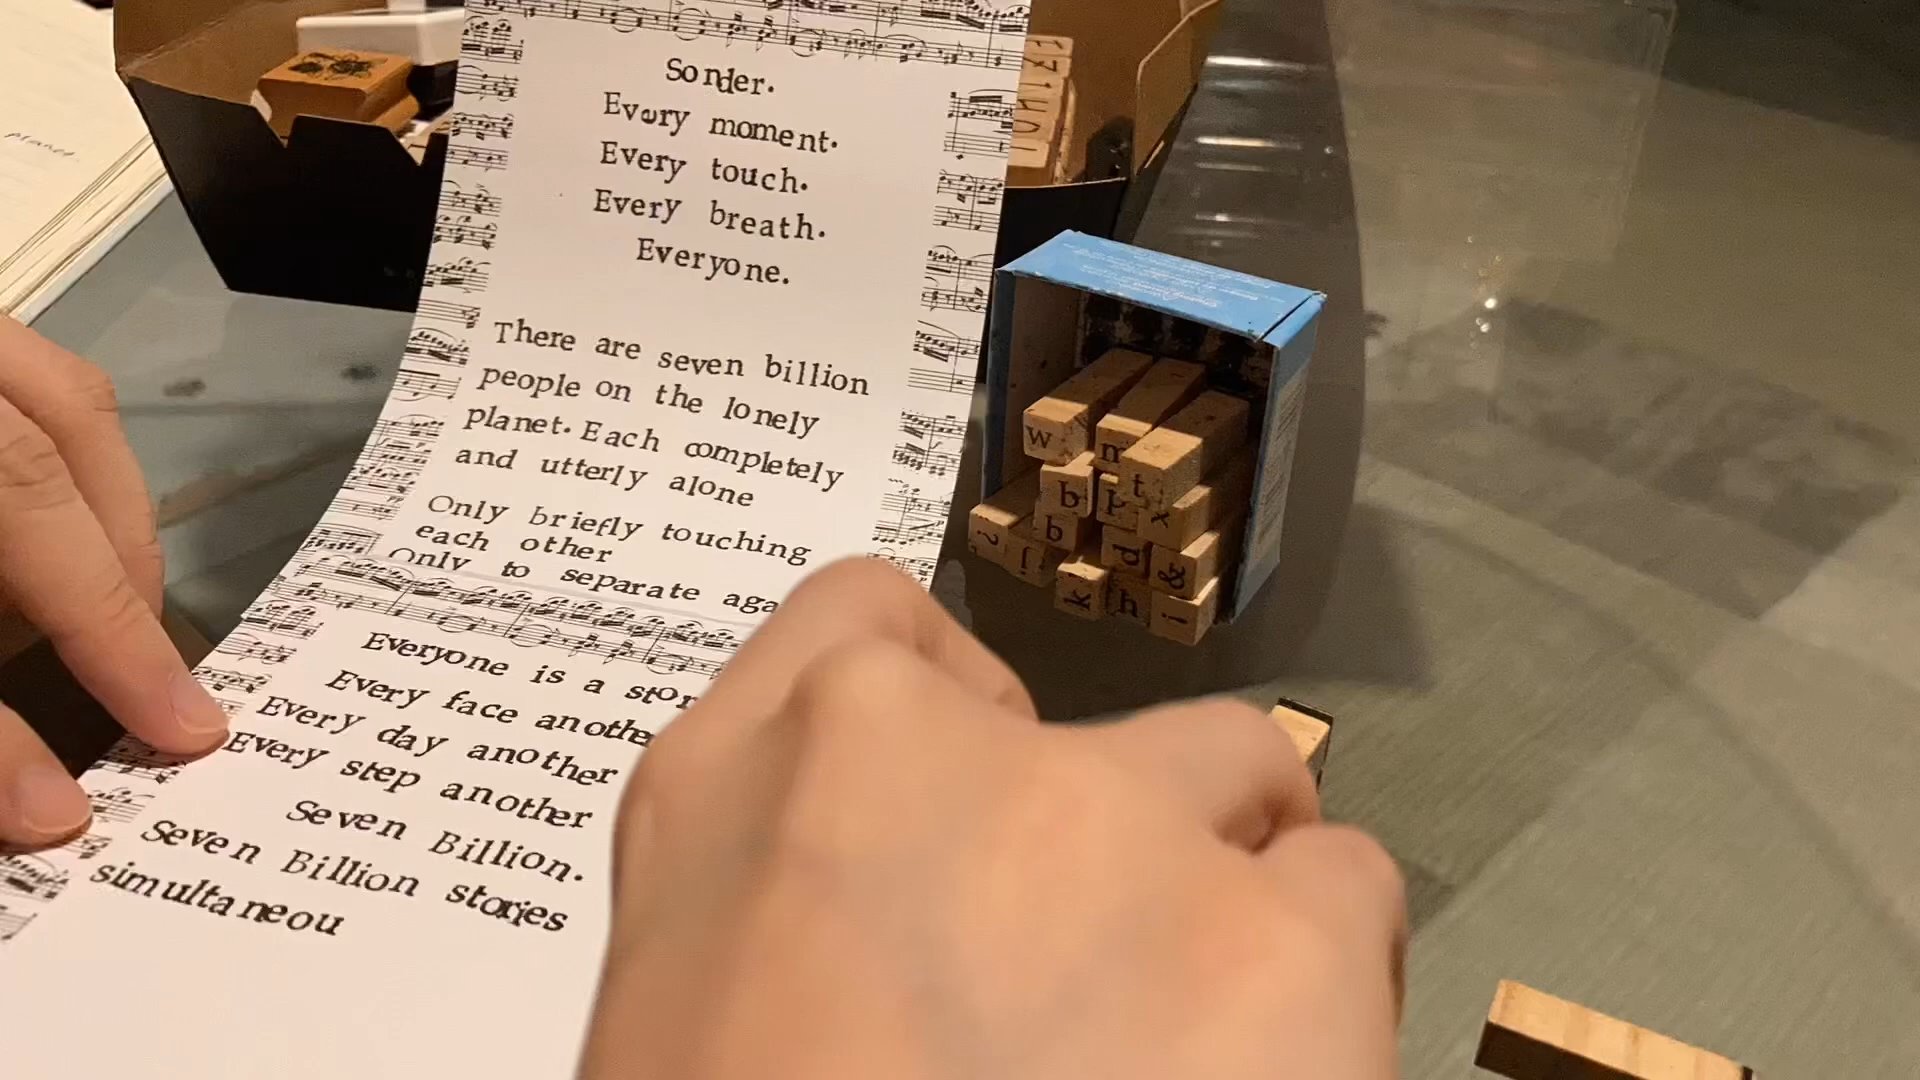 Sonder.
Every moment.
Every touch.
Every breath.
Everyone.
There are seven billion
people on the lonely
planet. Each completely
and utterly alone
Only briefly touching
each other
Only to separate
Everyone is a
Every face
Every day another
Every step another
Seven Billion.
Seven Billion stories
simultaneou
planet.
w
m
t
b
b
x
d
&
k
h
j